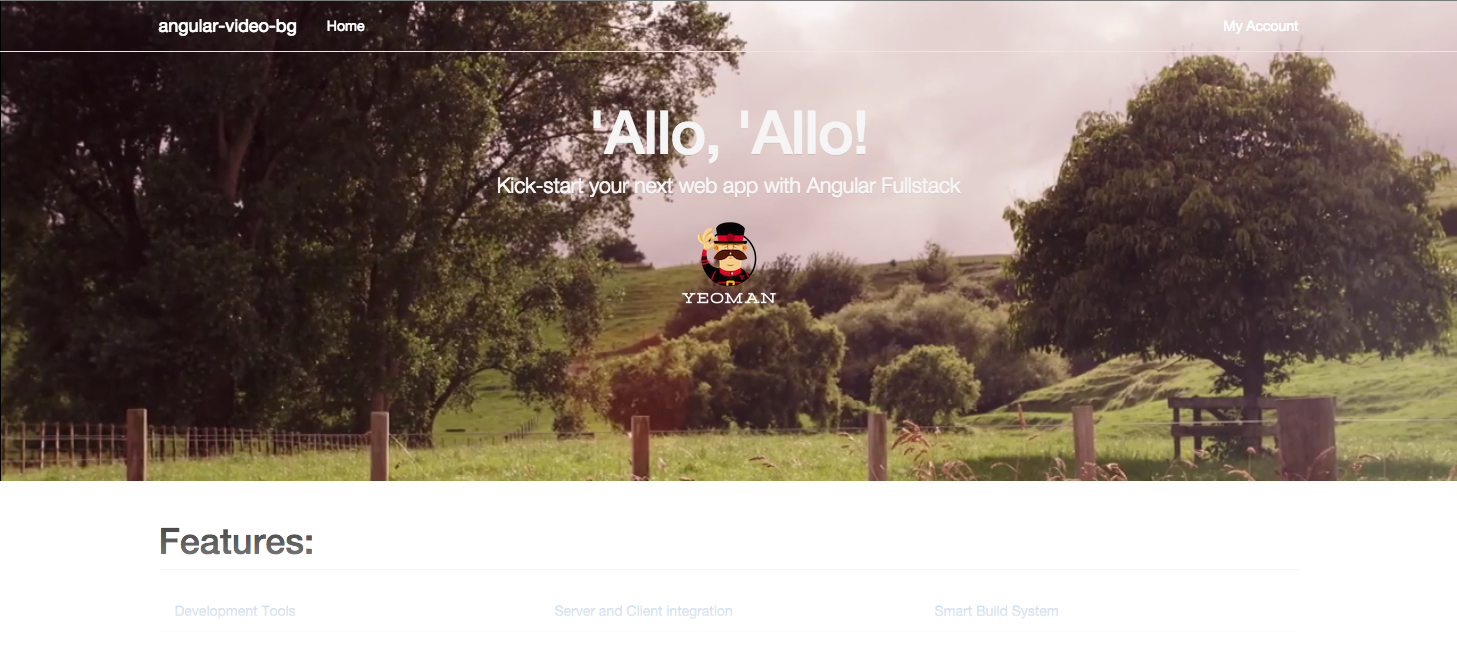 angular-video-bg Home My Account
'Allo, 'Allo!
Kick-start your next web app with Angular Fullstack
YEOMAN
Features:
Development Tools Server and Client integration Smart Build System